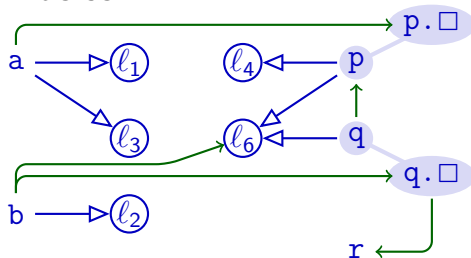 p.□
a ℓ1 ℓ4 p
ℓ3 ℓ6 q
q.□
b ℓ2
r